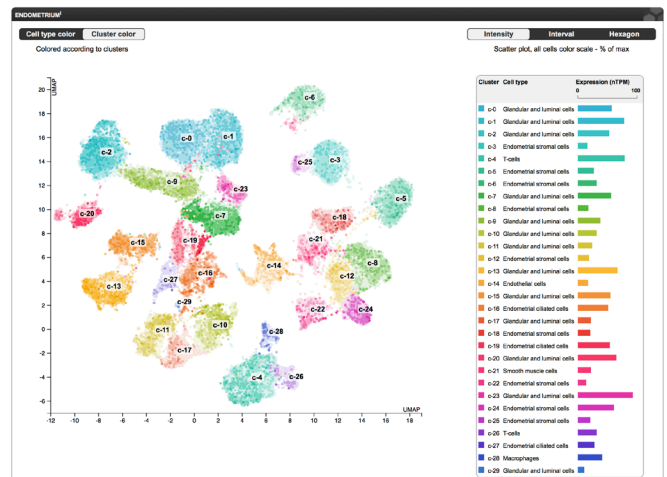 ENDOMETRIUM
Cell type color Cluster color
Intensity Interval Hexagon
Colored according to clusters
Scatter plot, all cells color scale - % of max
UMAP
20
18
16
14
12
10
8
6
4
2
0
-2
-4
-6
-12 -10 -8 -6 -4 -2 0 2 4 6 8 10 12 14 16 18
UMAP
c-6
c-0
c-1
c-2
c-25
c-3
c-9
c-23
c-5
c-20
c-7
c-18
c-15
c-19
c-21
c-14
c-8
c-27
c-16
c-12
c-13
c-29
c-22
c-24
c-11
c-10
c-28
c-17
c-4
c-26
Cluster Cell type Expression (nTPM)
0 100
c-0 T-cells
c-1 Glandular and luminal cells
c-2 Glandular and luminal cells
c-3 Endometrial stromal cells
c-4 T-cells
c-5 Endometrial stromal cells
c-6 Endometrial stromal cells
c-7 Glandular and luminal cells
c-8 Endometrial stromal cells
c-9 Glandular and luminal cells
c-10 Glandular and luminal cells
c-11 Glandular and luminal cells
c-12 Endometrial stromal cells
c-13 Glandular and luminal cells
c-14 Endothelial cells
c-15 Glandular and luminal cells
c-16 Endometrial ciliated cells
c-17 Glandular and luminal cells
c-18 Endometrial stromal cells
c-19 Endometrial ciliated cells
c-20 Glandular and luminal cells
c-21 Smooth muscle cells
c-22 Endometrial stromal cells
c-23 Glandular and luminal cells
c-24 Endometrial stromal cells
c-25 Endometrial stromal cells
c-26 T-cells
c-27 Endometrial ciliated cells
c-28 Macrophages
c-29 Glandular and luminal cells